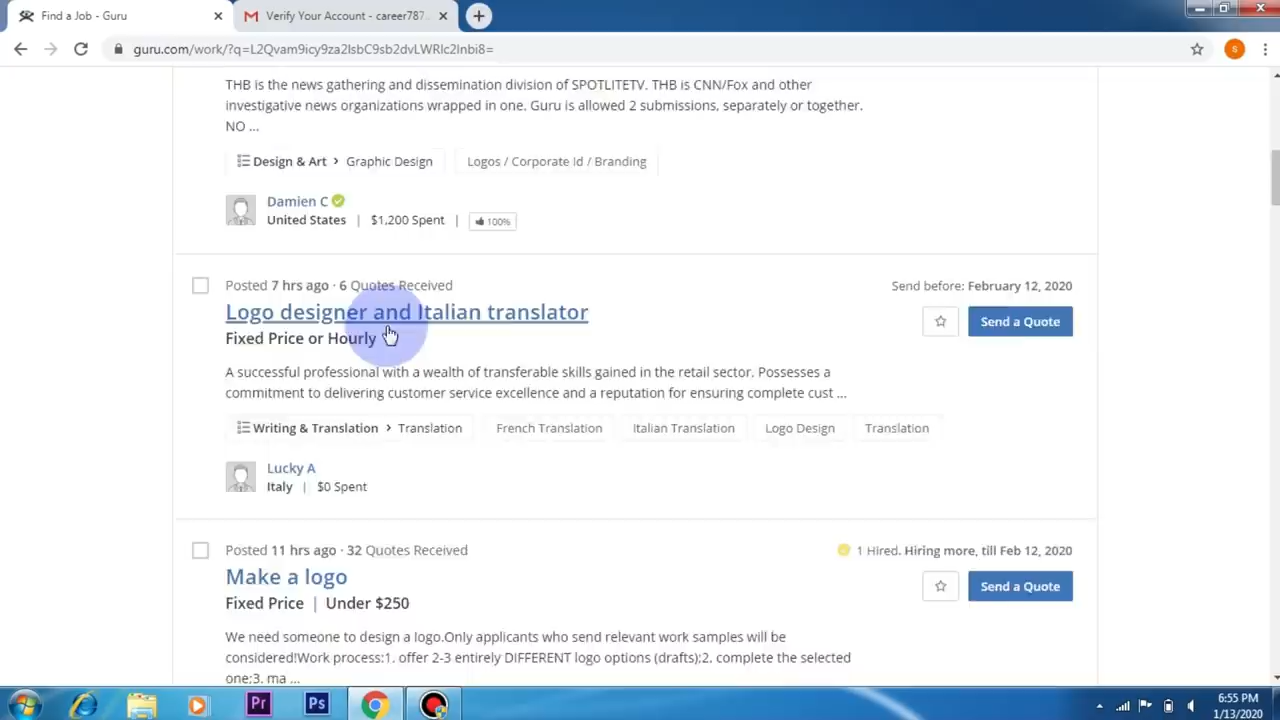 Find a Job - Guru
Verify Your Account - career787
guru.com/work/?q=L2Qvam9icy9za2lsbC9sb2dvLWRlc2lnbi8=
S
THB is the news gathering and dissemination division of SPOTLITETV. THB is CNN/Fox and other
investigative news organizations wrapped in one. Guru is allowed 2 submissions, separately or together.
NO ...
Design & Art > Graphic Design Logos / Corporate Id / Branding
Damien C
United States | $1,200 Spent | 100%
Posted 7 hrs ago · 6 Quotes Received Send before: February 12, 2020
Logo designer and Italian translator Send a Quote
Fixed Price or Hourly
A successful professional with a wealth of transferable skills gained in the retail sector. Possesses a
commitment to delivering customer service excellence and a reputation for ensuring complete cust ...
Writing & Translation > Translation French Translation Italian Translation Logo Design Translation
Lucky A
Italy | $0 Spent
Posted 11 hrs ago · 32 Quotes Received 1 Hired. Hiring more, till Feb 12, 2020
Make a logo Send a Quote
Fixed Price | Under $250
We need someone to design a logo.Only applicants who send relevant work samples will be
considered!Work process:1. offer 2-3 entirely DIFFERENT logo options (drafts);2. complete the selected
one;3. ma ...
Pr Ps 6:55 PM
1/13/2020